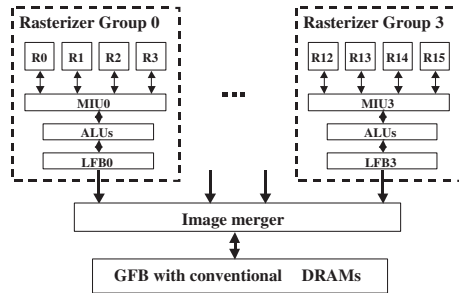 Rasterizer Group 0
R0 R1 R2 R3
MIU0
ALUs
LFB0
...
Rasterizer Group 3
R12 R13 R14 R15
MIU3
ALUs
LFB3
Image merger
GFB with conventional DRAMs